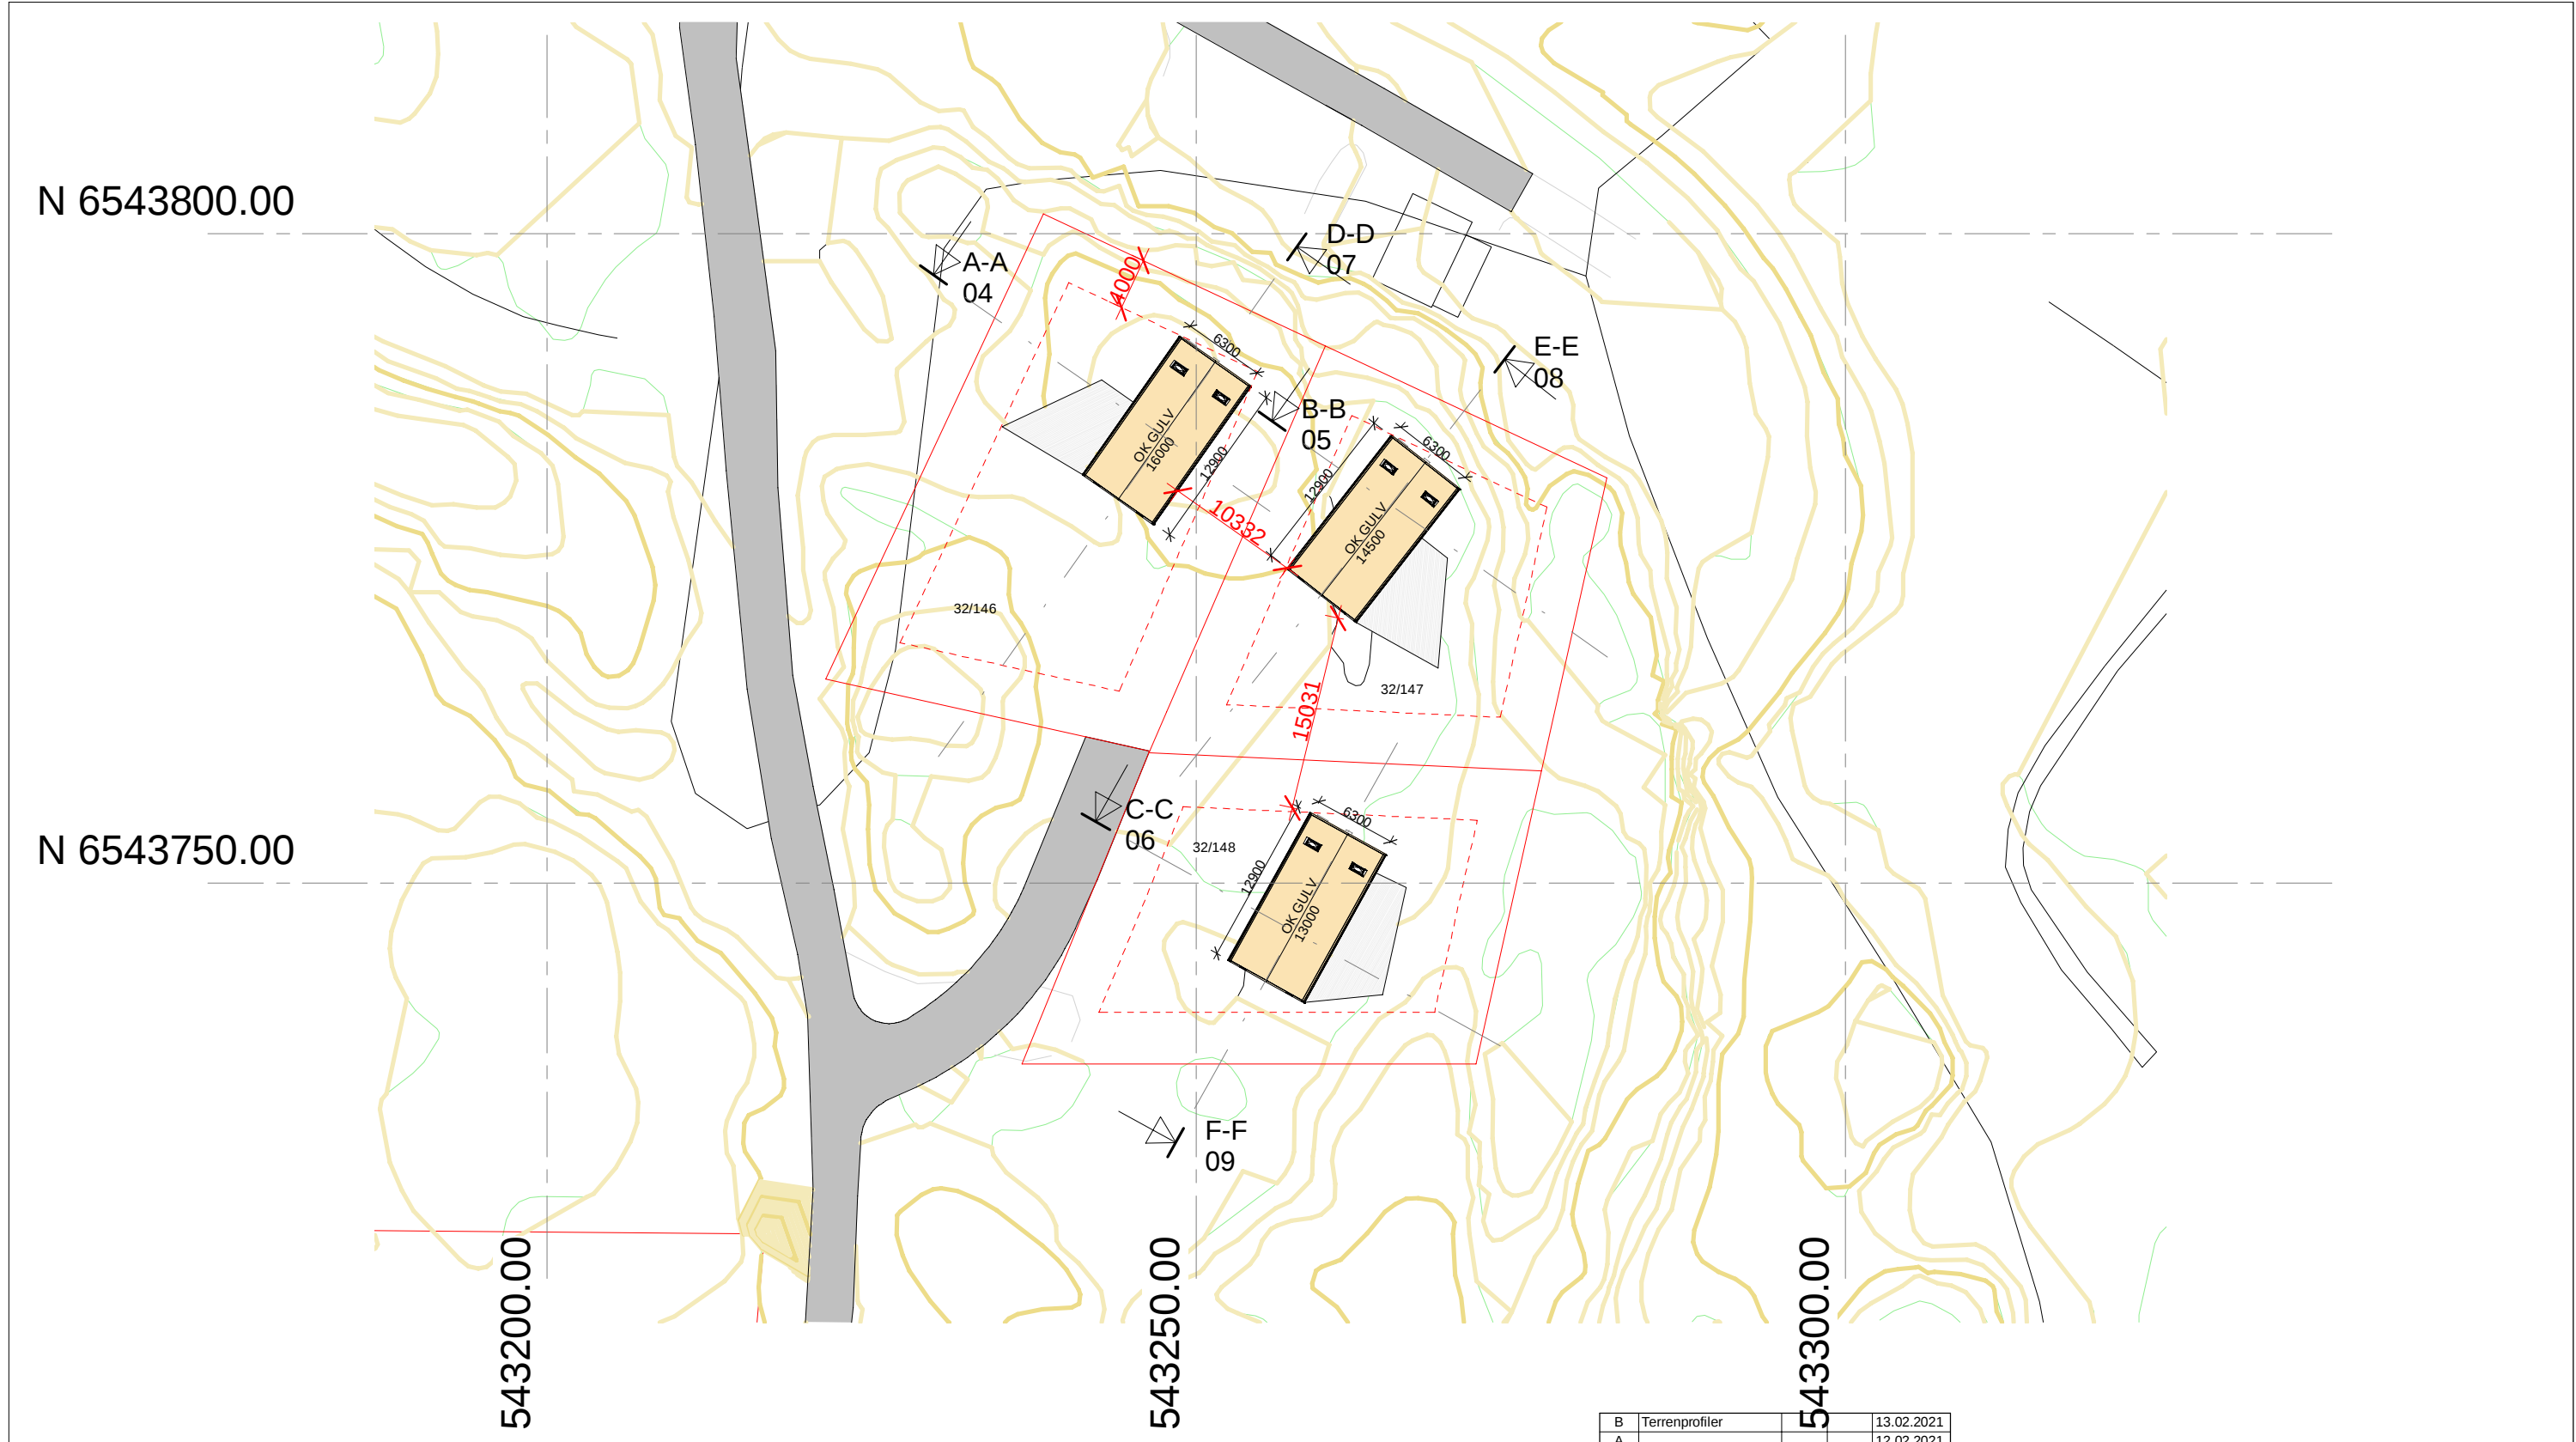 N 6543800.00
D-D
07
A-A
04
4000
E-E
08
6300
B-B
05
OK GULV
16000
12900
6300
12900
10332
OK GULV
14500
32/146
32/147
15031
C-C
06
6300
N 6543750.00
32/148
12900
OK GULV
13000
F-F
09
543200.00
543250.00
543300.00
B Terrenprofiler 13.02.2021
A 12.02.2021